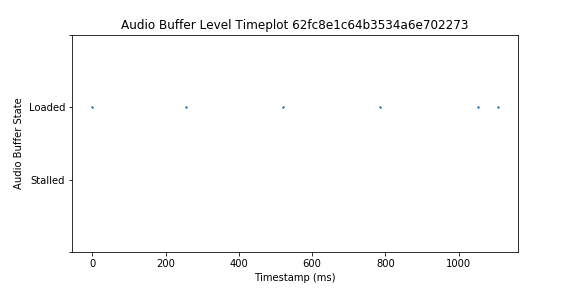 Audio Buffer Level Timeplot 62fc8e1c64b3534a6e702273
Audio Buffer State
Loaded
Stalled
0 200 400 600 800 1000
Timestamp (ms)